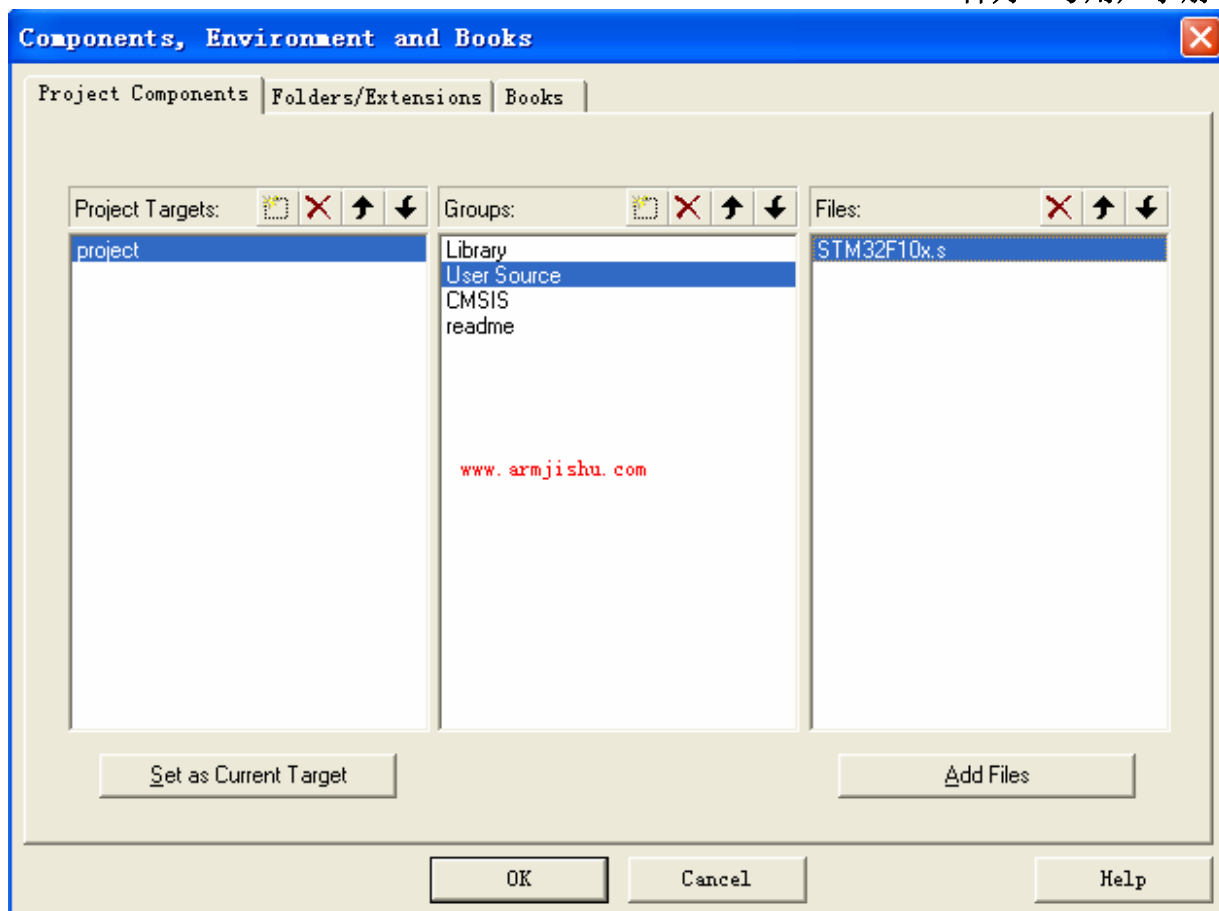 Components, Environment and Books
Project Components Folders/Extensions Books
Project Targets: Groups: Files:
project Library STM32F10x.s
User Source
CMSIS
readme
www.armjishu.com
Set as Current Target Add Files
OK Cancel Help